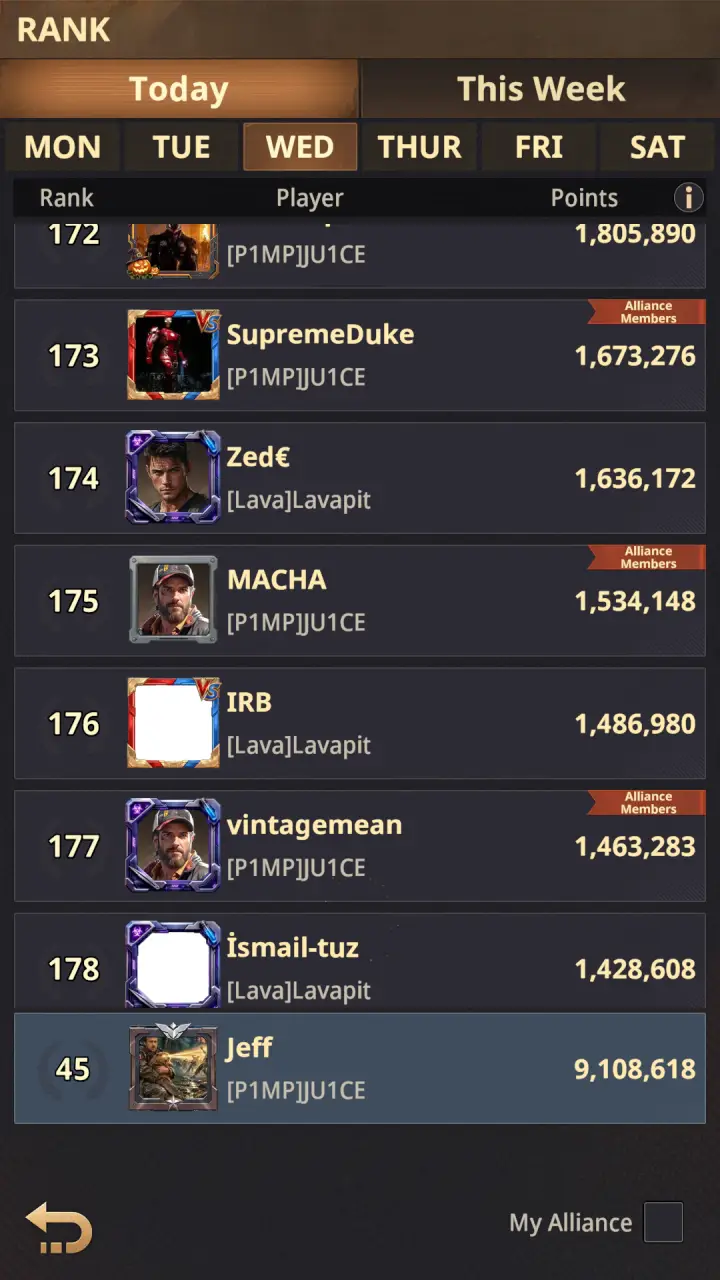 RANK
Today
This Week
MON
TUE
WED
THUR
FRI
SAT
Rank
Player
Points
i
172
[P1MP]JU1CE
1,805,890
Alliance
Members
173
VS
SupremeDuke
[P1MP]JU1CE
1,673,276
174
Zed€
[Lava]Lavapit
1,636,172
Alliance
Members
175
MACHA
[P1MP]JU1CE
1,534,148
176
VS
IRB
[Lava]Lavapit
1,486,980
Alliance
Members
177
vintagemean
[P1MP]JU1CE
1,463,283
178
İsmail-tuz
[Lava]Lavapit
1,428,608
45
Jeff
[P1MP]JU1CE
9,108,618
My Alliance